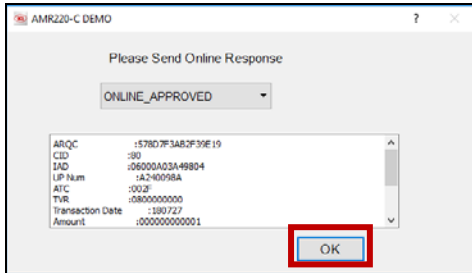 AMR220-C DEMO
Please Send Online Response
ONLINE_APPROVED
ARQC :578D7F3AB2F39E19
CID :80
IAD :06000A03A49804
UP Num :A240098A
ATC :002F
TVR :0800000000
Transaction Date :180727
Amount :000000000001
OK